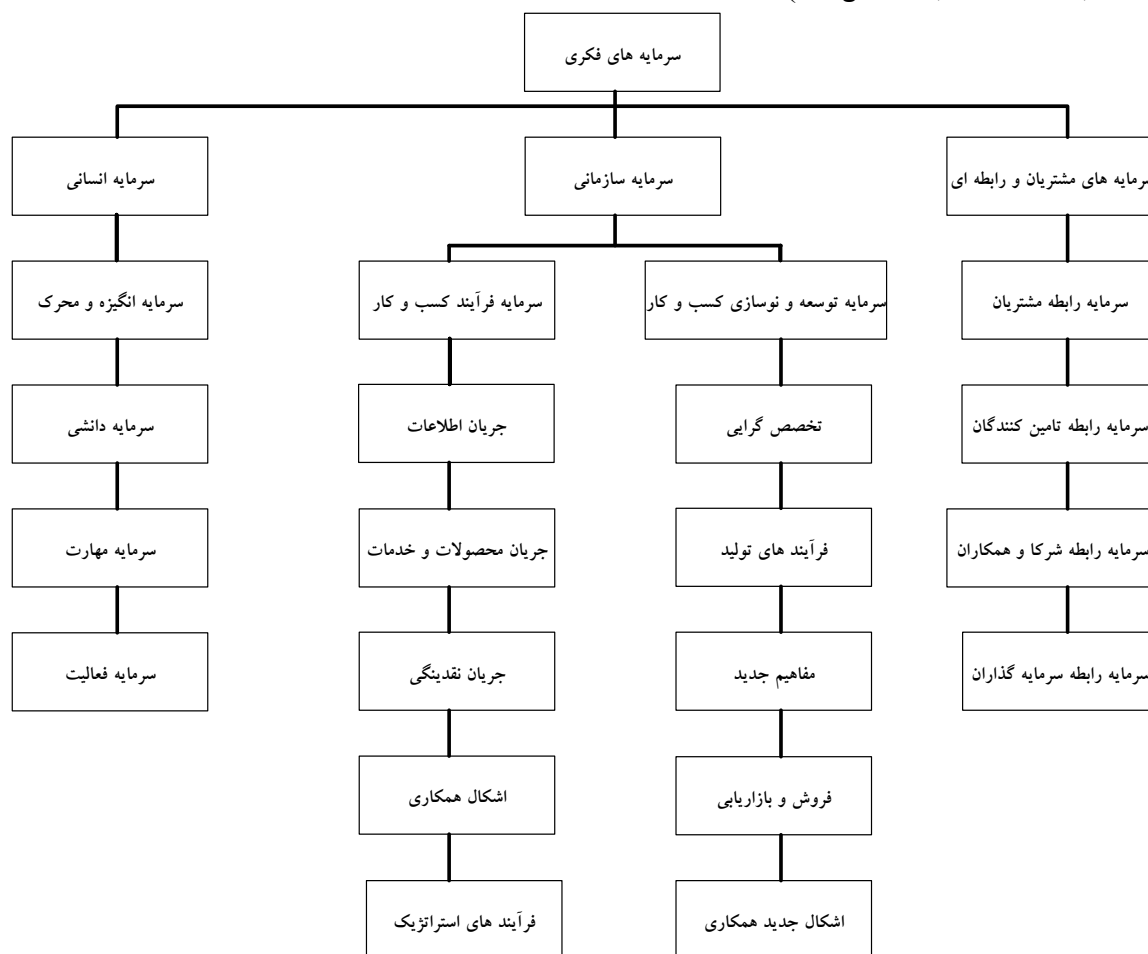 سرمایه های فکری
سرمایه های مشتریان و رابطه ای
سرمایه سازمانی
سرمایه انسانی
سرمایه رابطه مشتریان
سرمایه توسعه و نوسازی کسب و کار
سرمایه فرآیند کسب و کار
سرمایه انگیزه و محرک
سرمایه رابطه تامین کنندگان
تخصص گرایی
جریان اطلاعات
سرمایه دانشی
سرمایه رابطه شرکا و همکاران
فرآیند های تولید
جریان محصولات و خدمات
سرمایه مهارت
سرمایه رابطه سرمایه گذاران
مفاهیم جدید
جریان نقدینگی
سرمایه فعالیت
فروش و بازاریابی
اشکال همکاری
اشکال جدید همکاری
فرآیند های استراتژیک